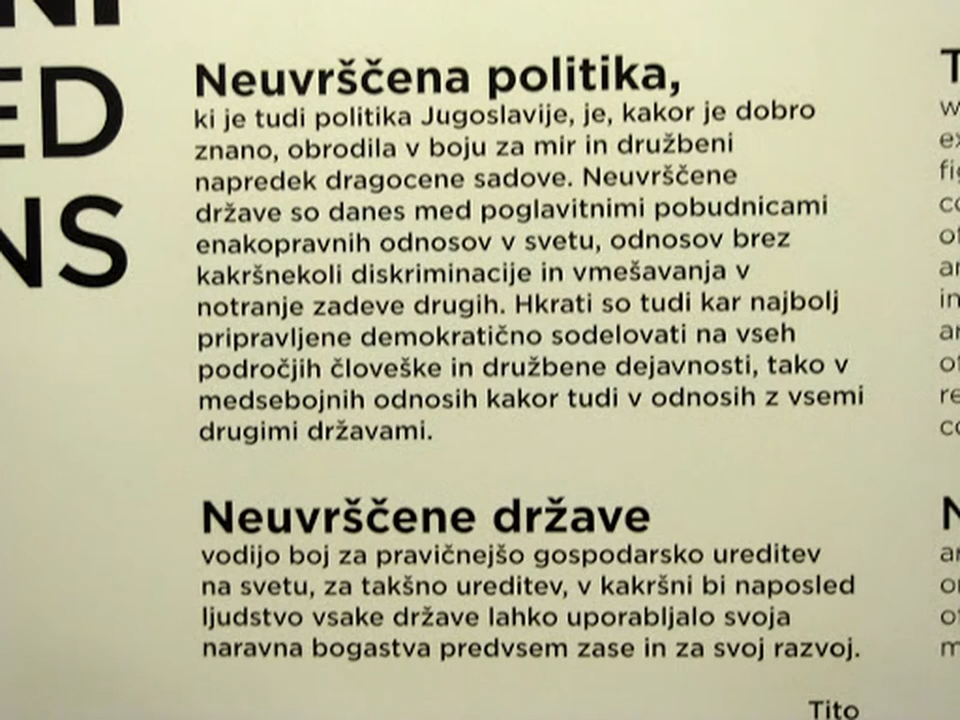 NI
ED
NS
Neuvrščena politika,
ki je tudi politika Jugoslavije, je, kakor je dobro
znano, obrodila v boju za mir in družbeni
napredek dragocene sadove. Neuvrščene
države so danes med poglavitnimi pobudnicami
enakopravnih odnosov v svetu, odnosov brez
kakršnekoli diskriminacije in vmešavanja v
notranje zadeve drugih. Hkrati so tudi kar najbolj
pripravljene demokratično sodelovati na vseh
področjih človeške in družbene dejavnosti, tako v
medsebojnih odnosih kakor tudi v odnosih z vsemi
drugimi državami.
Neuvrščene države
vodijo boj za pravičnejšo gospodarsko ureditev
na svetu, za takšno ureditev, v kakršni bi naposled
ljudstvo vsake države lahko uporabljalo svoja
naravna bogastva predvsem zase in za svoj razvoj.
Tito